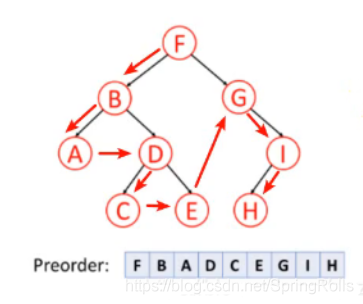 F
B G
A D I
C E H
Preorder: F B A D C E G I H
https://blog.csdn.net/SpringRolls